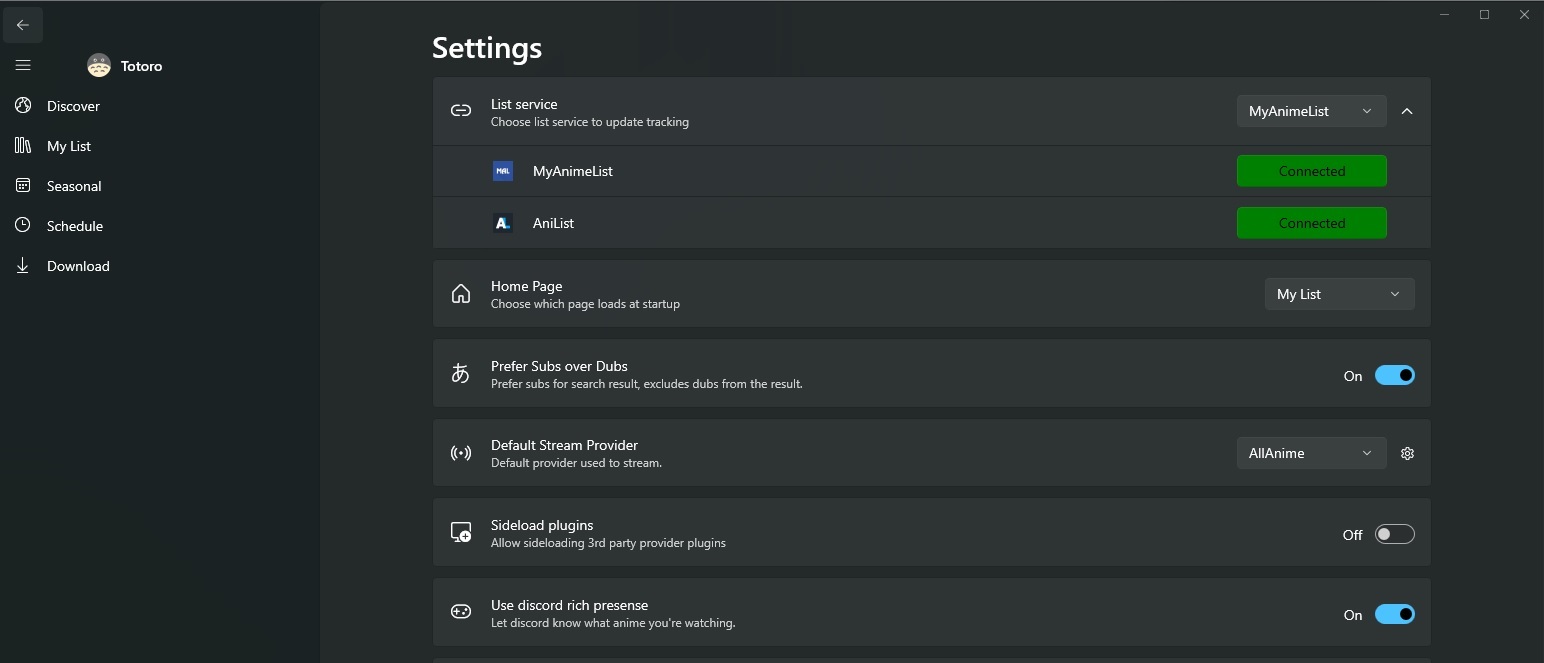 Totoro
Discover
My List
Seasonal
Schedule
Download
Settings
List service
Choose list service to update tracking
MyAnimeList
MAL
MyAnimeList
Connected
AL
AniList
Connected
Home Page
Choose which page loads at startup
My List
あ
Prefer Subs over Dubs
Prefer subs for search result, excludes dubs from the result.
On
Default Stream Provider
Default provider used to stream.
AllAnime
Sideload plugins
Allow sideloading 3rd party provider plugins
Off
Use discord rich presense
Let discord know what anime you're watching.
On